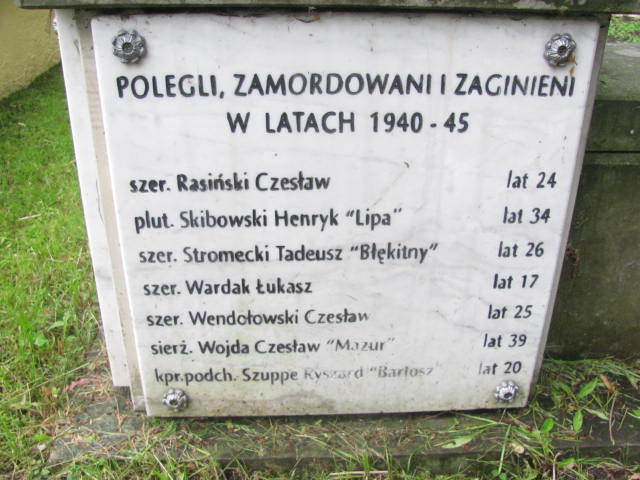 POLEGLI, ZAMORDOWANI I ZAGINIENI
W LATACH 1940 - 45
szer. Rasiński Czesław lat 24
plut. Skibowski Henryk "Lipa" lat 34
szer. Stromecki Tadeusz "Błękitny" lat 26
szer. Wardak Łukasz lat 17
szer. Wendołowski Czesław lat 25
sierż. Wojda Czesław "Mazur" lat 39
kpr.podch. Szuppe Ryszard "Bartosz" lat 20